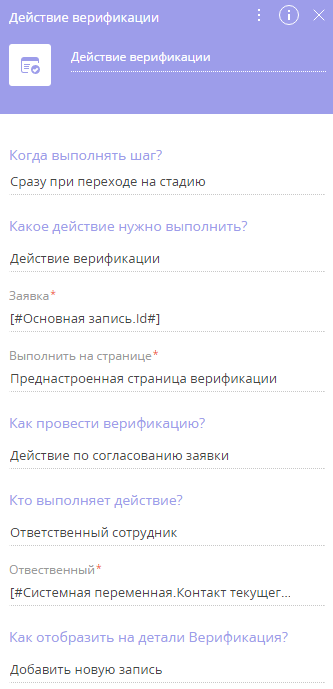 Действие верификации
Действие верификации
Когда выполнять шаг?
Сразу при переходе на стадию
Какое действие нужно выполнить?
Действие верификации
Заявка*
[#Основная запись.Id#]
Выполнить на странице*
Преднастроенная страница верификации
Как провести верификацию?
Действие по согласованию заявки
Кто выполняет действие?
Ответственный сотрудник
Отвественный*
[#Системная переменная.Контакт текущег...
Как отобразить на детали Верификация?
Добавить новую запись